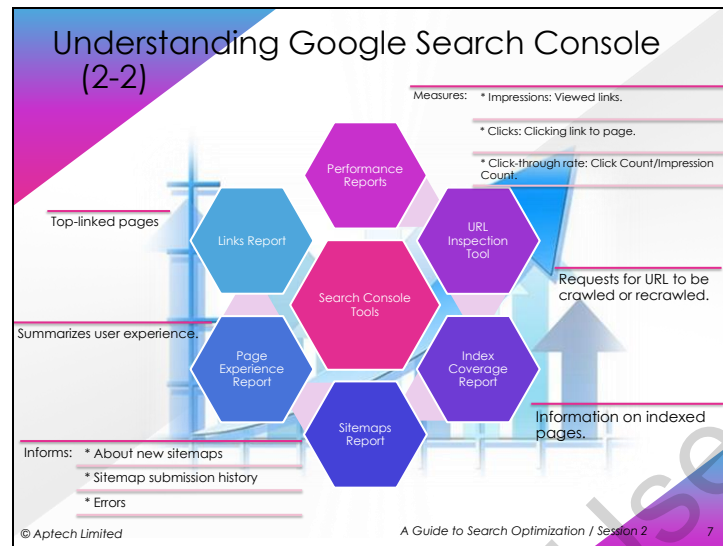 Understanding Google Search Console
(2-2)
Measures: * Impressions: Viewed links.
* Clicks: Clicking link to page.
* Click-through rate: Click Count/Impression
Count.
Performance
Reports
Top-linked pages
Links Report
URL
Inspection
Tool
Search Console
Tools
Requests for URL to be
crawled or recrawled.
Summarizes user experience.
Page
Experience
Report
Index
Coverage
Report
Sitemaps
Report
Information on indexed
pages.
Informs: * About new sitemaps
* Sitemap submission history
* Errors
© Aptech Limited
A Guide to Search Optimization / Session 2
7
Use